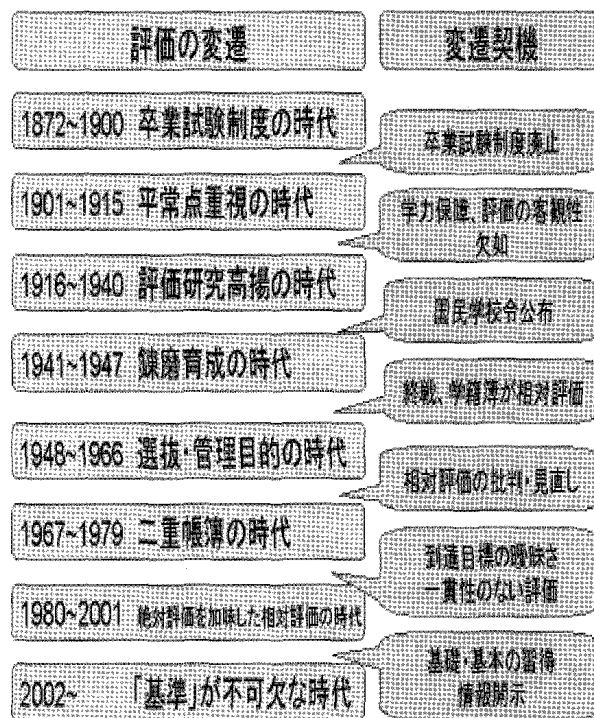 評価の変遷
変遷契機
1872~1900 卒業試験制度の時代
卒業試験制度廃止
1901~1915 平常点重視の時代
学力保障、評価の客観性
欠如
1916~1940 評価研究高揚の時代
国民学校令公布
1941~1947 錬磨育成の時代
終戦、学籍簿が相対評価
1948~1966 選抜・管理目的の時代
相対評価の批判・見直し
1967~1979 二重帳簿の時代
到達目標の曖昧さ
一貫性のない評価
1980~2001 絶対評価を加味した相対評価の時代
基礎・基本の習得
情報開示
2002~ 「基準」が不可欠な時代